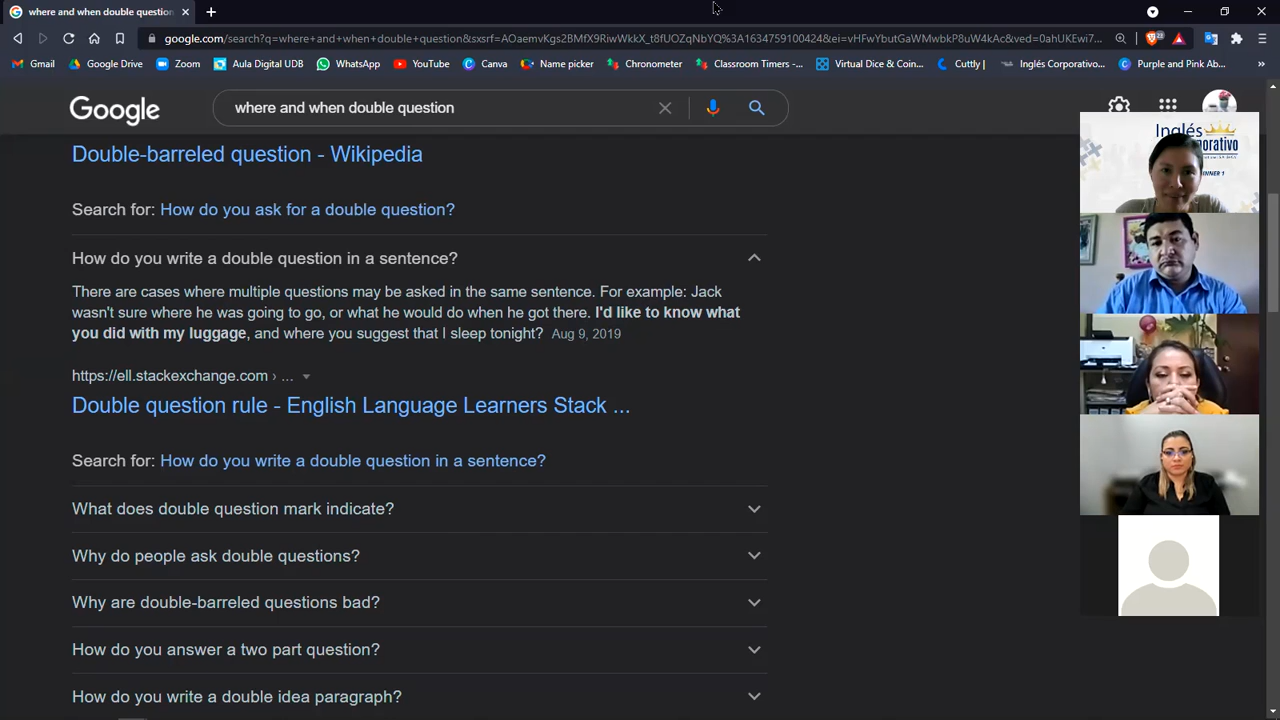 where and when double question
google.com/search?q=where+and+when+double+question&sxsrf=AOaemvKgs2BMfX9RiwWkkX_t8fUOZqNbYQ%3A1634759100424&ei=vHFwYbutGaWMwbkP8uW4kAc&ved=0ahUKEwi7...
Gmail Google Drive Zoom Aula Digital UDB WhatsApp YouTube Canva Name picker Chronometer Classroom Timers -... Virtual Dice & Coin... Cuttly | Inglés Corporativo... Purple and Pink Ab... »
Google where and when double question
Double-barreled question - Wikipedia
Search for: How do you ask for a double question?
How do you write a double question in a sentence?
There are cases where multiple questions may be asked in the same sentence. For example: Jack
wasn't sure where he was going to go, or what he would do when he got there. I'd like to know what
you did with my luggage, and where you suggest that I sleep tonight? Aug 9, 2019
https://ell.stackexchange.com › ...
Double question rule - English Language Learners Stack ...
Search for: How do you write a double question in a sentence?
What does double question mark indicate?
Why do people ask double questions?
Why are double-barreled questions bad?
How do you answer a two part question?
How do you write a double idea paragraph?
Inglés
porativo
INNER 1